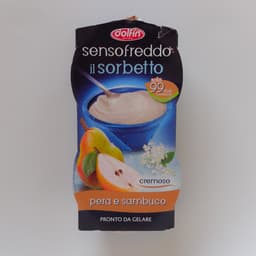 dolfin
sensofreddo
il sorbetto
99
cremoso
pera e sambuco
PRONTO DA GELARE